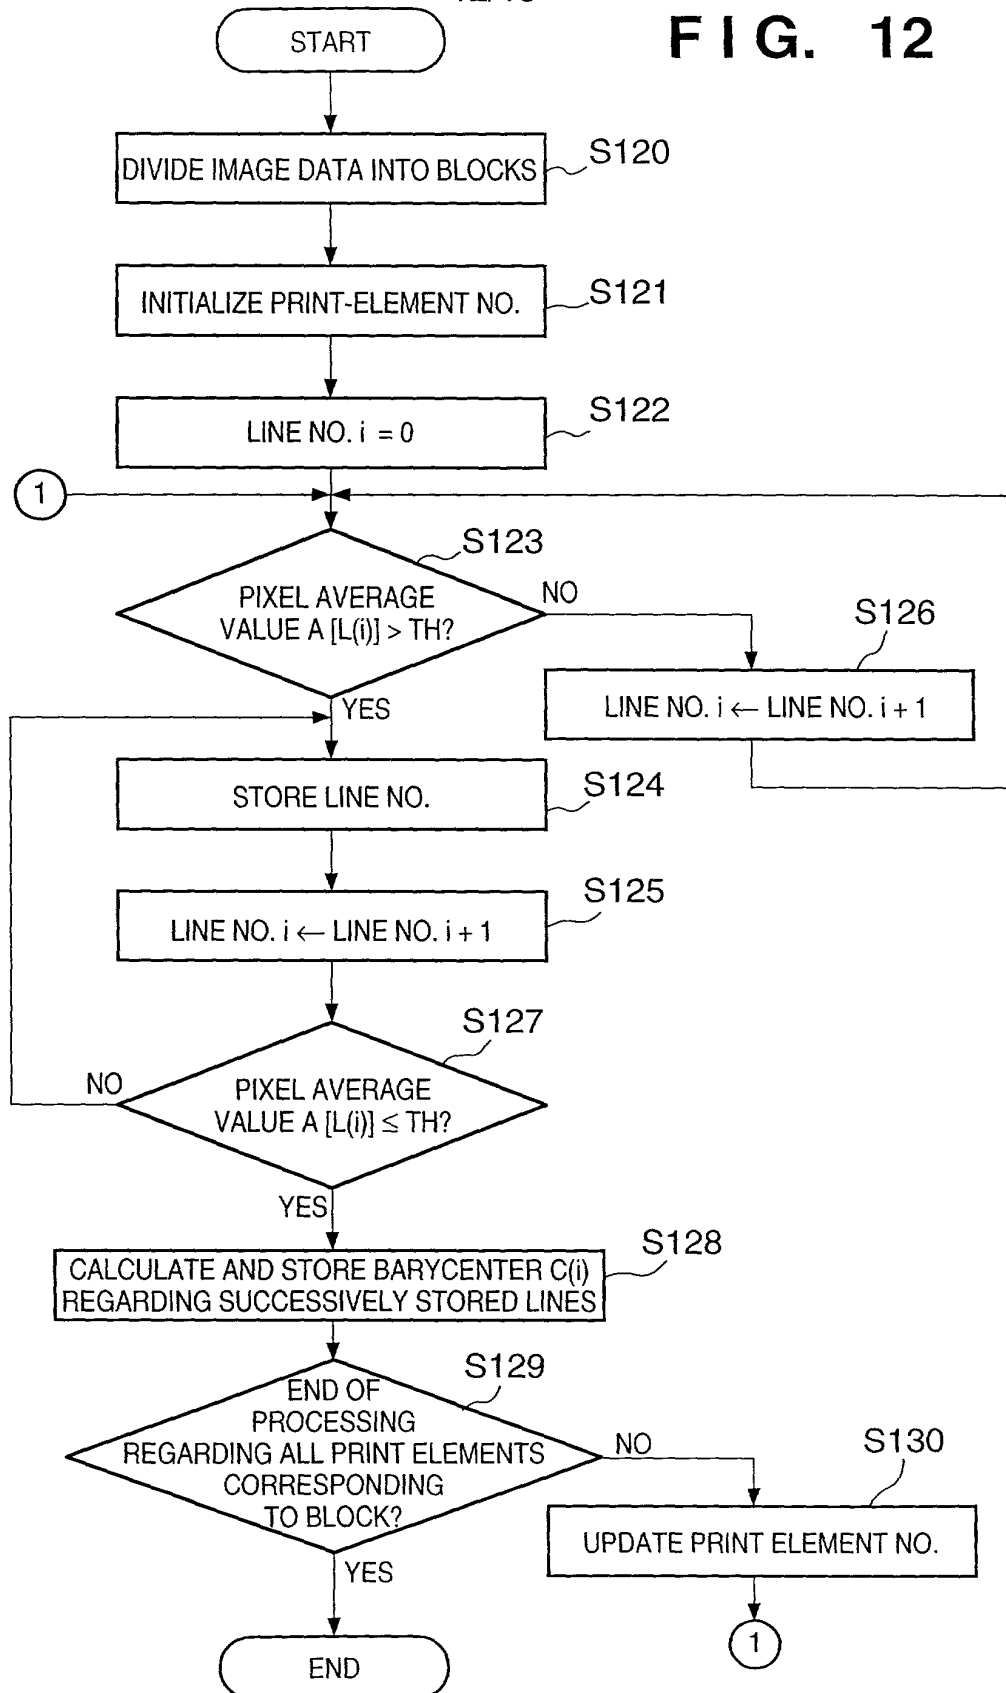 FIG. 12
START
DIVIDE IMAGE DATA INTO BLOCKS
S120
INITIALIZE PRINT-ELEMENT NO.
S121
LINE NO. i = 0
S122
1
S123
PIXEL AVERAGE
VALUE A [L(i)] > TH?
NO
YES
S126
LINE NO. i ← LINE NO. i + 1
STORE LINE NO.
S124
LINE NO. i ← LINE NO. i + 1
S125
S127
PIXEL AVERAGE
VALUE A [L(i)] ≤ TH?
NO
YES
CALCULATE AND STORE BARYCENTER C(i)
REGARDING SUCCESSIVELY STORED LINES
S128
S129
END OF
PROCESSING
REGARDING ALL PRINT ELEMENTS
CORRESPONDING
TO BLOCK?
NO
YES
S130
UPDATE PRINT ELEMENT NO.
1
END